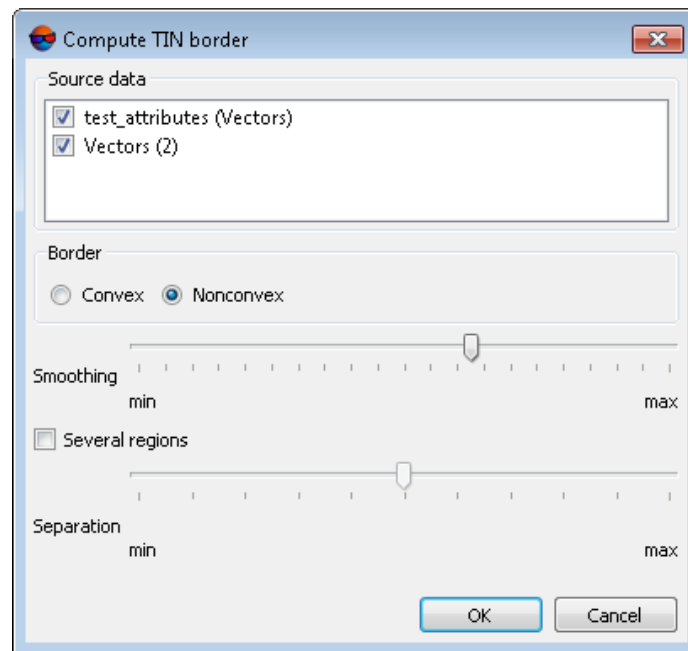 Compute TIN border
Source data
test_attributes (Vectors)
Vectors (2)
Border
Convex Nonconvex
Smoothing
min max
Several regions
Separation
min max
OK Cancel